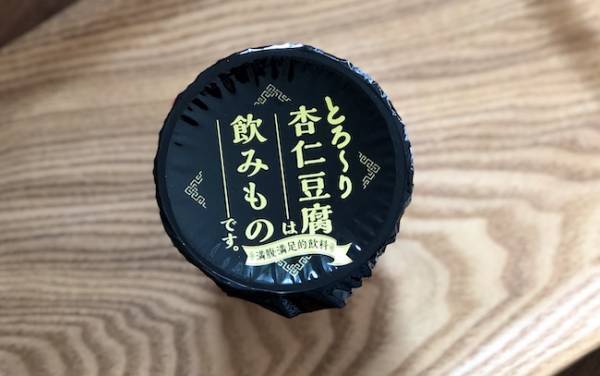 とろ〜り
杏仁豆腐は
飲みものです。
満腹満足的飲料